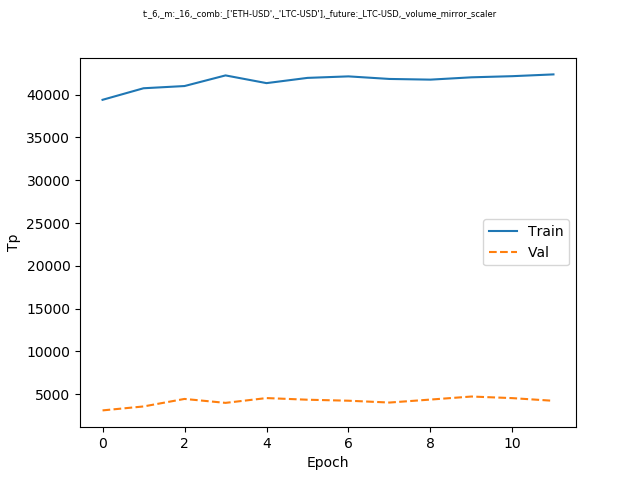 t:_6,_m:_16,_comb:_['ETH-USD',_'LTC-USD'],_future:_LTC-USD,_volume_mirror_scaler
40000
35000
30000
25000
20000
15000
10000
5000
Tp
Train
Val
0 2 4 6 8 10
Epoch